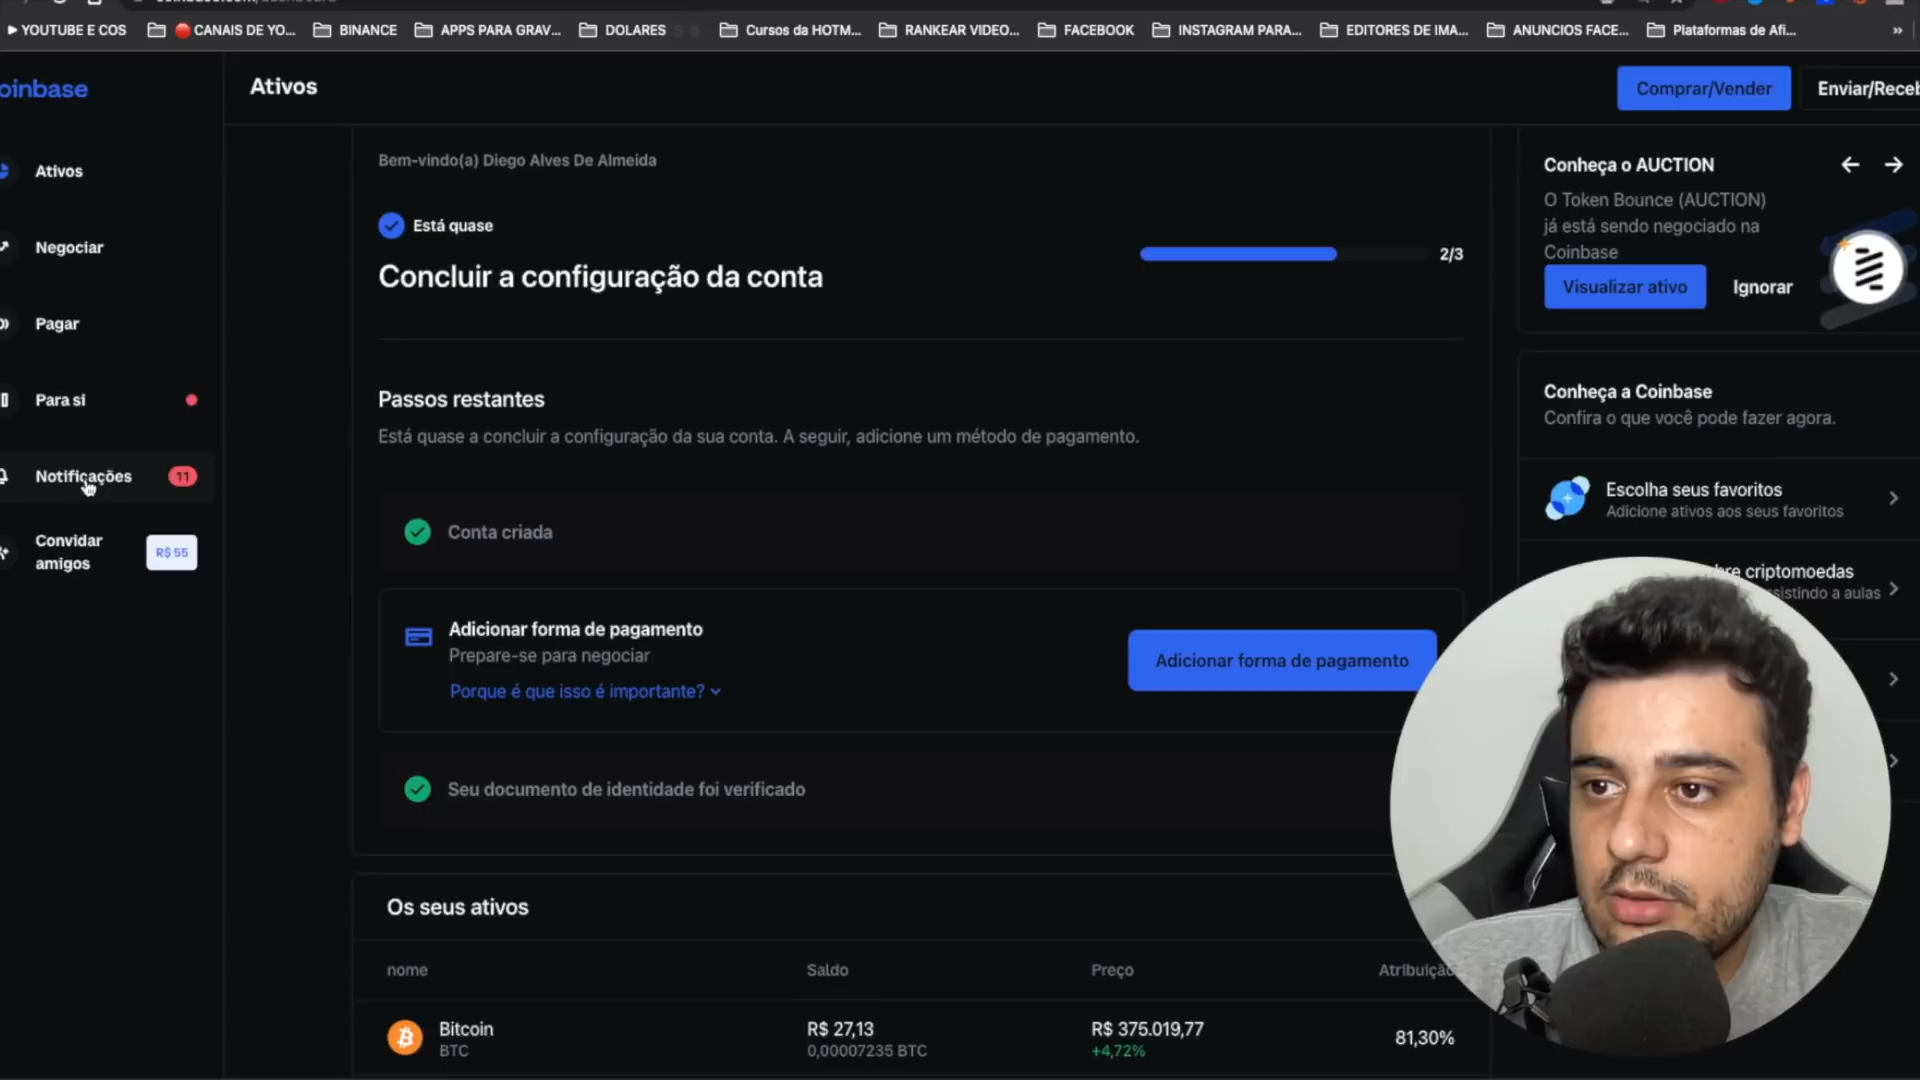 YOUTUBE E COS
CANAIS DE YO...
BINANCE
APPS PARA GRAV...
DOLARES
Cursos da HOTM...
RANKEAR VIDEO...
FACEBOOK
INSTAGRAM PARA...
EDITORES DE IMA...
ANUNCIOS FACE...
Plataformas de Afi...
»
oinbase
Ativos
Comprar/Vender
Enviar/Receb
Ativos
Negociar
Pagar
Para si
Notificações
11
Convidar
amigos
R$ 55
Bem-vindo(a) Diego Alves De Almeida
Está quase
Concluir a configuração da conta
2/3
Passos restantes
Está quase a concluir a configuração da sua conta. A seguir, adicione um método de pagamento.
Conta criada
Adicionar forma de pagamento
Prepare-se para negociar
Porque é que isso é importante?
Adicionar forma de pagamento
Seu documento de identidade foi verificado
Os seus ativos
nome
Saldo
Preço
Atribuição
Bitcoin
BTC
R$ 27,13
0,00007235 BTC
R$ 375.019,77
+4,72%
81,30%
Conheça o AUCTION
O Token Bounce (AUCTION)
já está sendo negociado na
Coinbase
Visualizar ativo
Ignorar
Conheça a Coinbase
Confira o que você pode fazer agora.
Escolha seus favoritos
Adicione ativos aos seus favoritos
bre criptomoedas
ssistindo a aulas